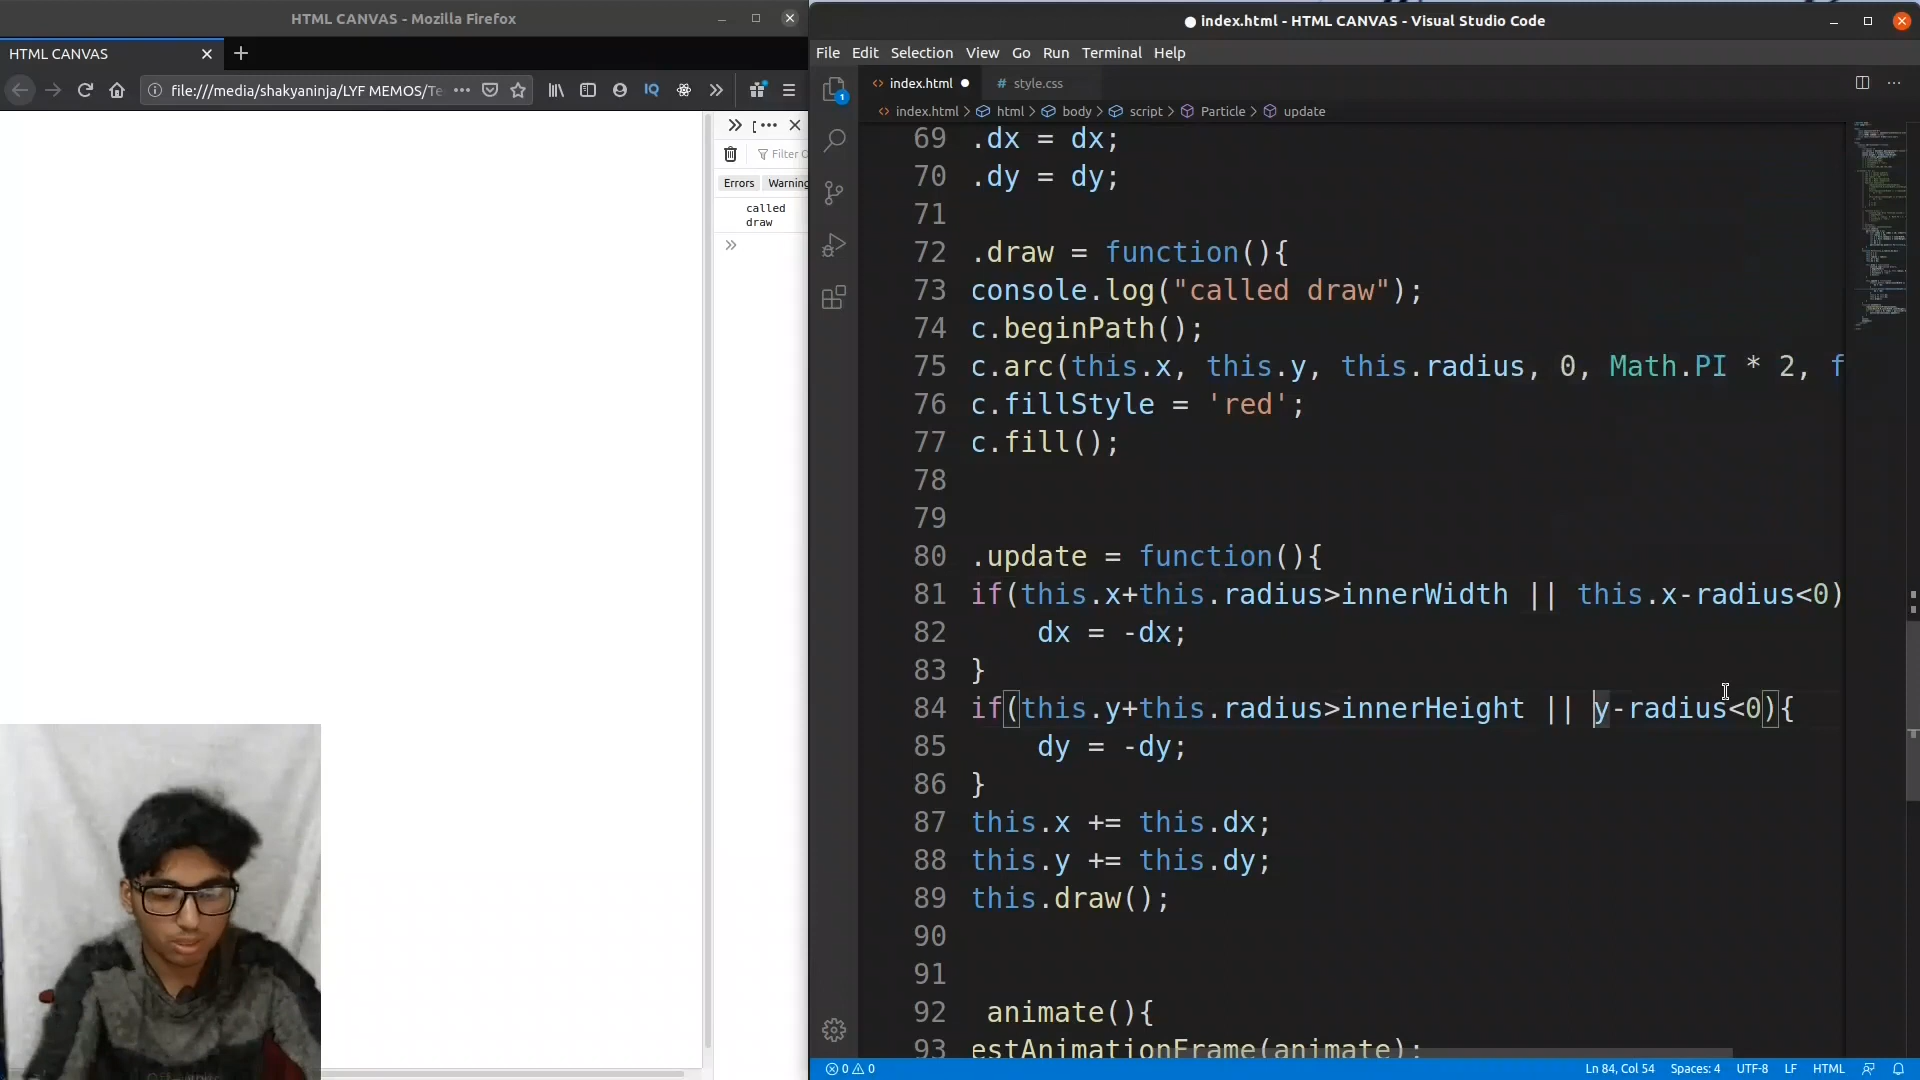 HTML CANVAS - Mozilla Firefox
HTML CANVAS
file:///media/shakyaninja/LYF MEMOS/Te
IQ
Filter O
Errors Warning
called
draw
● index.html - HTML CANVAS - Visual Studio Code
File Edit Selection View Go Run Terminal Help
index.html
# style.css
index.html > html > body > script > Particle > update
1
69 .dx = dx;
70 .dy = dy;
71
72 .draw = function(){
73 console.log("called draw");
74 c.beginPath();
75 c.arc(this.x, this.y, this.radius, 0, Math.PI * 2, f
76 c.fillStyle = 'red';
77 c.fill();
78
79
80 .update = function(){
81 if(this.x+this.radius>innerWidth || this.x-radius<0)
82 dx = -dx;
83 }
84 if(this.y+this.radius>innerHeight || y-radius<0){
85 dy = -dy;
86 }
87 this.x += this.dx;
88 this.y += this.dy;
89 this.draw();
90
91
92 animate(){
93 estAnimationFrame(animate);
0 0
Ln 84, Col 54 Spaces: 4 UTF-8 LF HTML